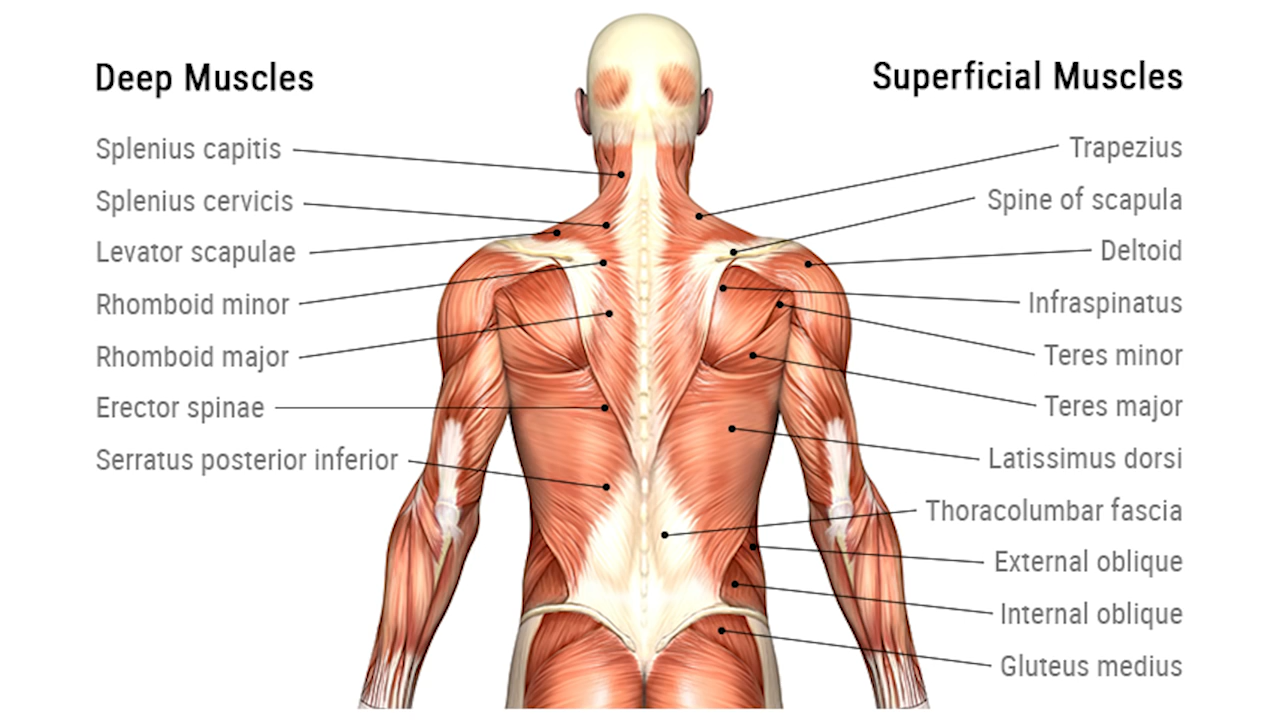 Deep Muscles
Splenius capitis
Splenius cervicis
Levator scapulae
Rhomboid minor
Rhomboid major
Erector spinae
Serratus posterior inferior
Superficial Muscles
Trapezius
Spine of scapula
Deltoid
Infraspinatus
Teres minor
Teres major
Latissimus dorsi
Thoracolumbar fascia
External oblique
Internal oblique
Gluteus medius